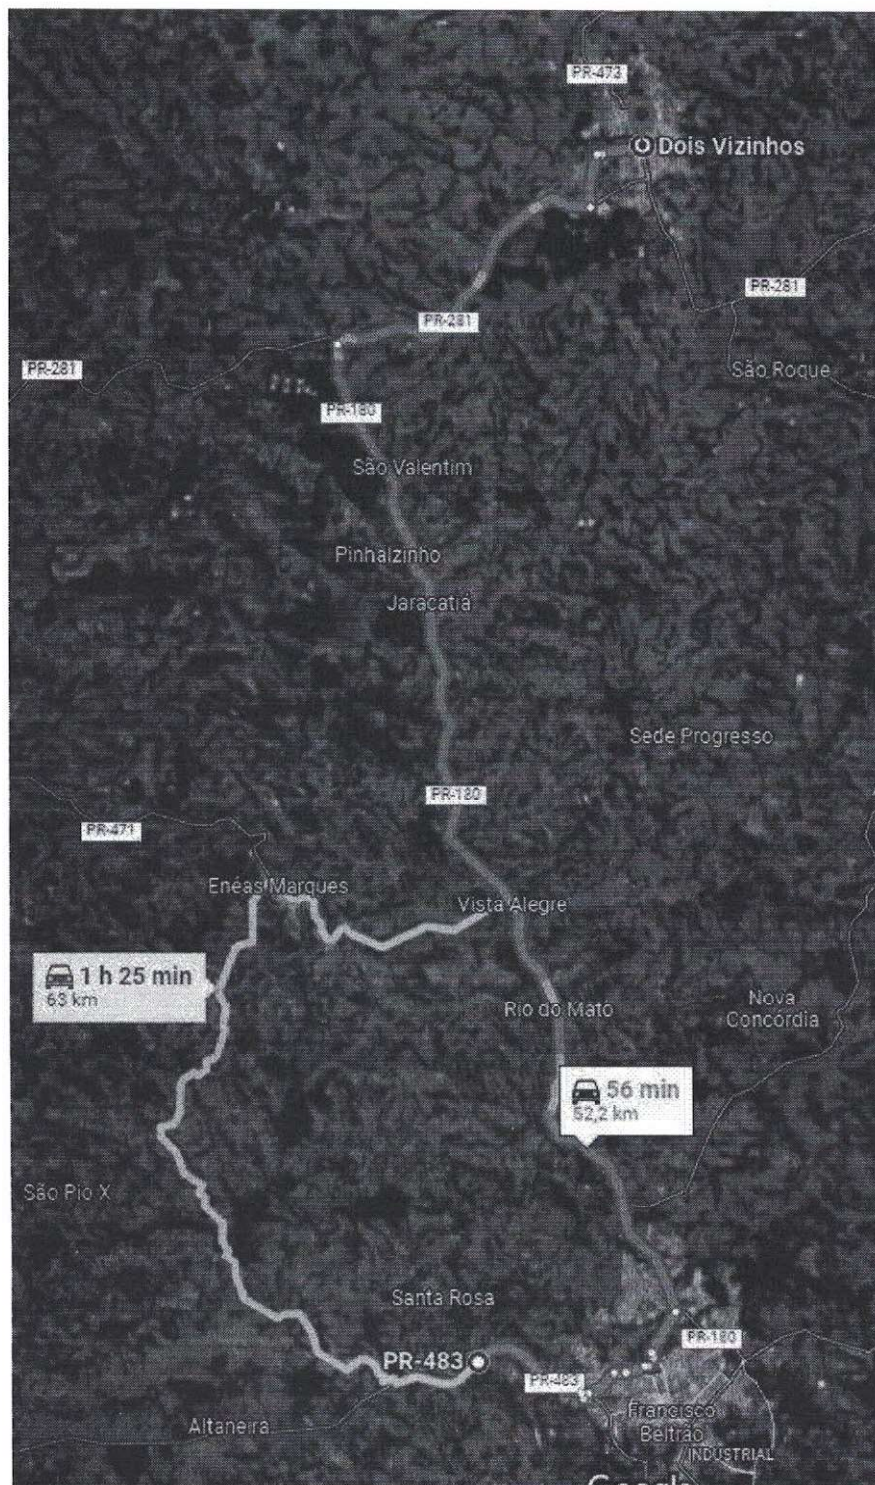 PR-473
Dois Vizinhos
PR-281
PR-281
PR-281
São Roque
PR-180
São Valentim
Pinhalzinho
Jaracatiá
Sede Progresso
PR-180
PR-471
Enéas Marques
Vista Alegre
1 h 25 min
63 km
Rio do Mato
Nova
Concórdia
56 min
52,2 km
São Pio X
Santa Rosa
PR-180
PR-483
PR-483
Francisco
Beltrão
Altaneira
INDUSTRIAL
Google